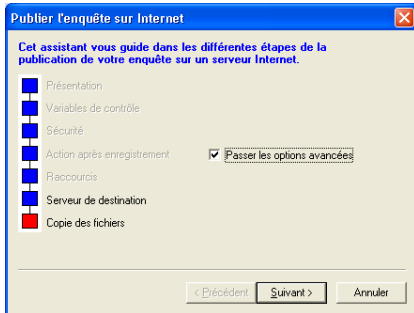 Publier l'enquête sur Internet
Cet assistant vous guide dans les différentes étapes de la
publication de votre enquête sur un serveur Internet.
Présentation
Variables de contrôle
Sécurité
Action après enregistrement
Passer les options avancées
Raccourcis
Serveur de destination
Copie des fichiers
< Précédent
Suivant >
Annuler